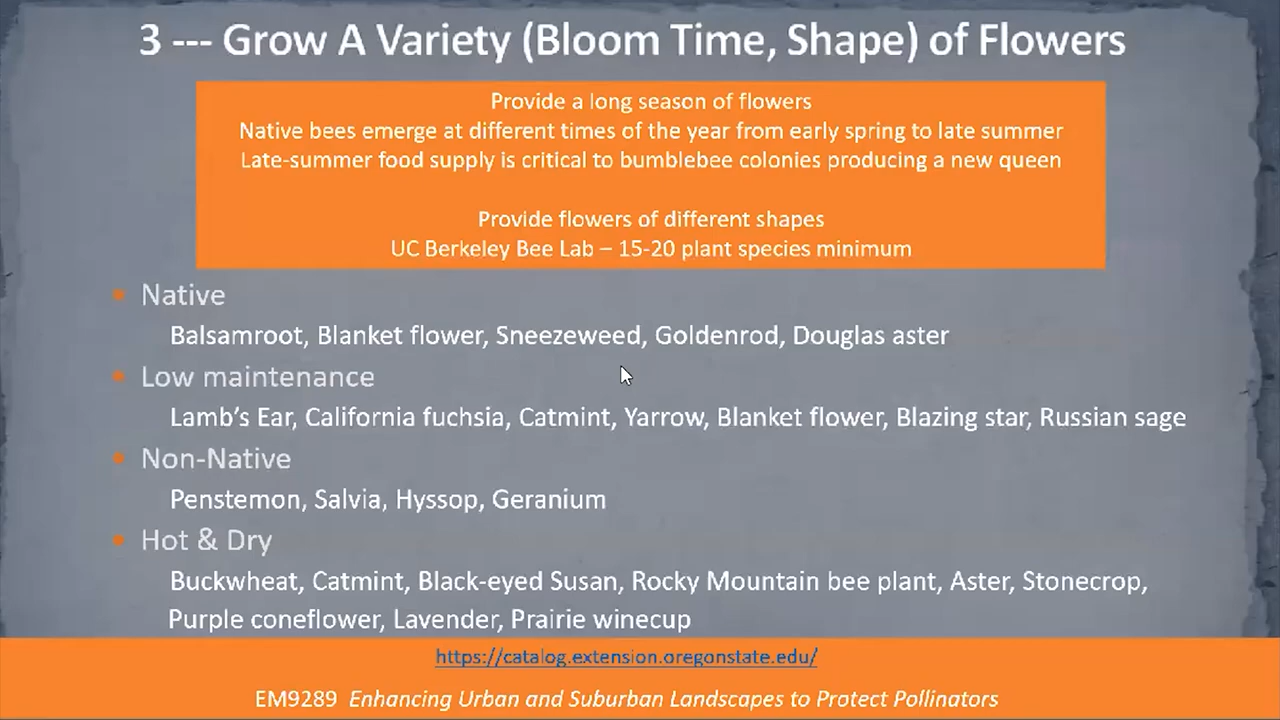 3 --- Grow A Variety (Bloom Time, Shape) of Flowers
Provide a long season of flowers
Native bees emerge at different times of the year from early spring to late summer
Late-summer food supply is critical to bumblebee colonies producing a new queen
Provide flowers of different shapes
UC Berkeley Bee Lab – 15-20 plant species minimum
Native
Balsamroot, Blanket flower, Sneezeweed, Goldenrod, Douglas aster
Low maintenance
Lamb's Ear, California fuchsia, Catmint, Yarrow, Blanket flower, Blazing star, Russian sage
Non-Native
Penstemon, Salvia, Hyssop, Geranium
Hot & Dry
Buckwheat, Catmint, Black-eyed Susan, Rocky Mountain bee plant, Aster, Stonecrop,
Purple coneflower, Lavender, Prairie winecup
https://catalog.extension.oregonstate.edu/
EM9289 Enhancing Urban and Suburban Landscapes to Protect Pollinators